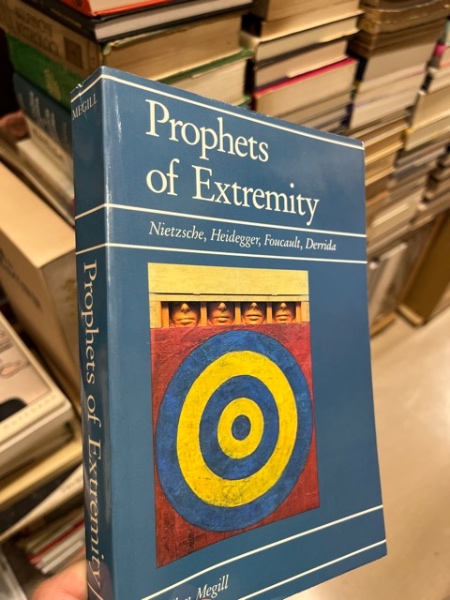 MEGILL
Prophets of Extremity
Prophets
of Extremity
Nietzsche, Heidegger, Foucault, Derrida
Megill